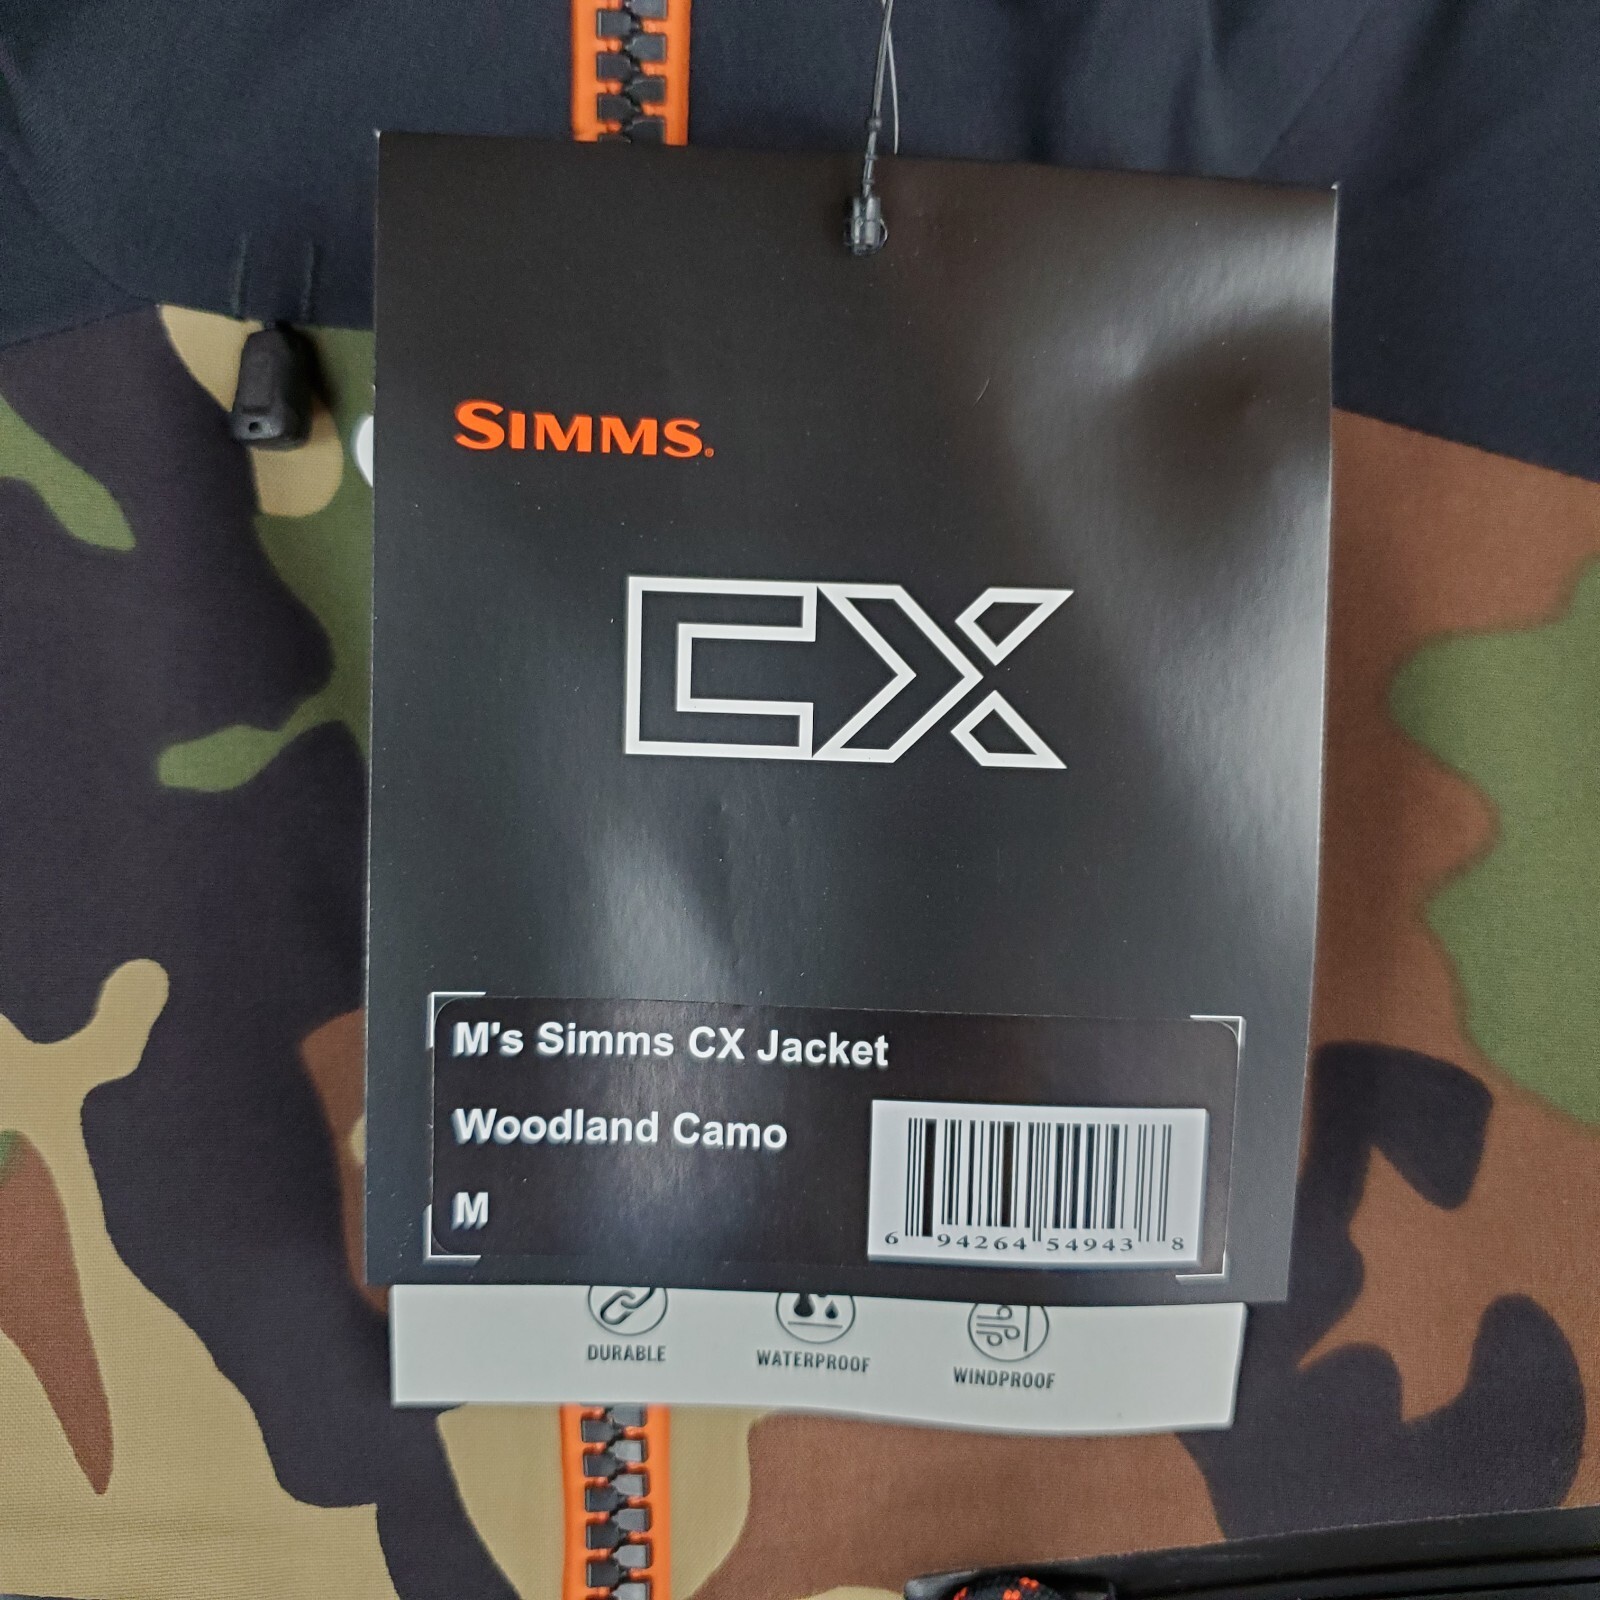 SIMMS®
CX
M's Simms CX Jacket
Woodland Camo
M
6 94264 54943 8
DURABLE
WATERPROOF
WINDPROOF